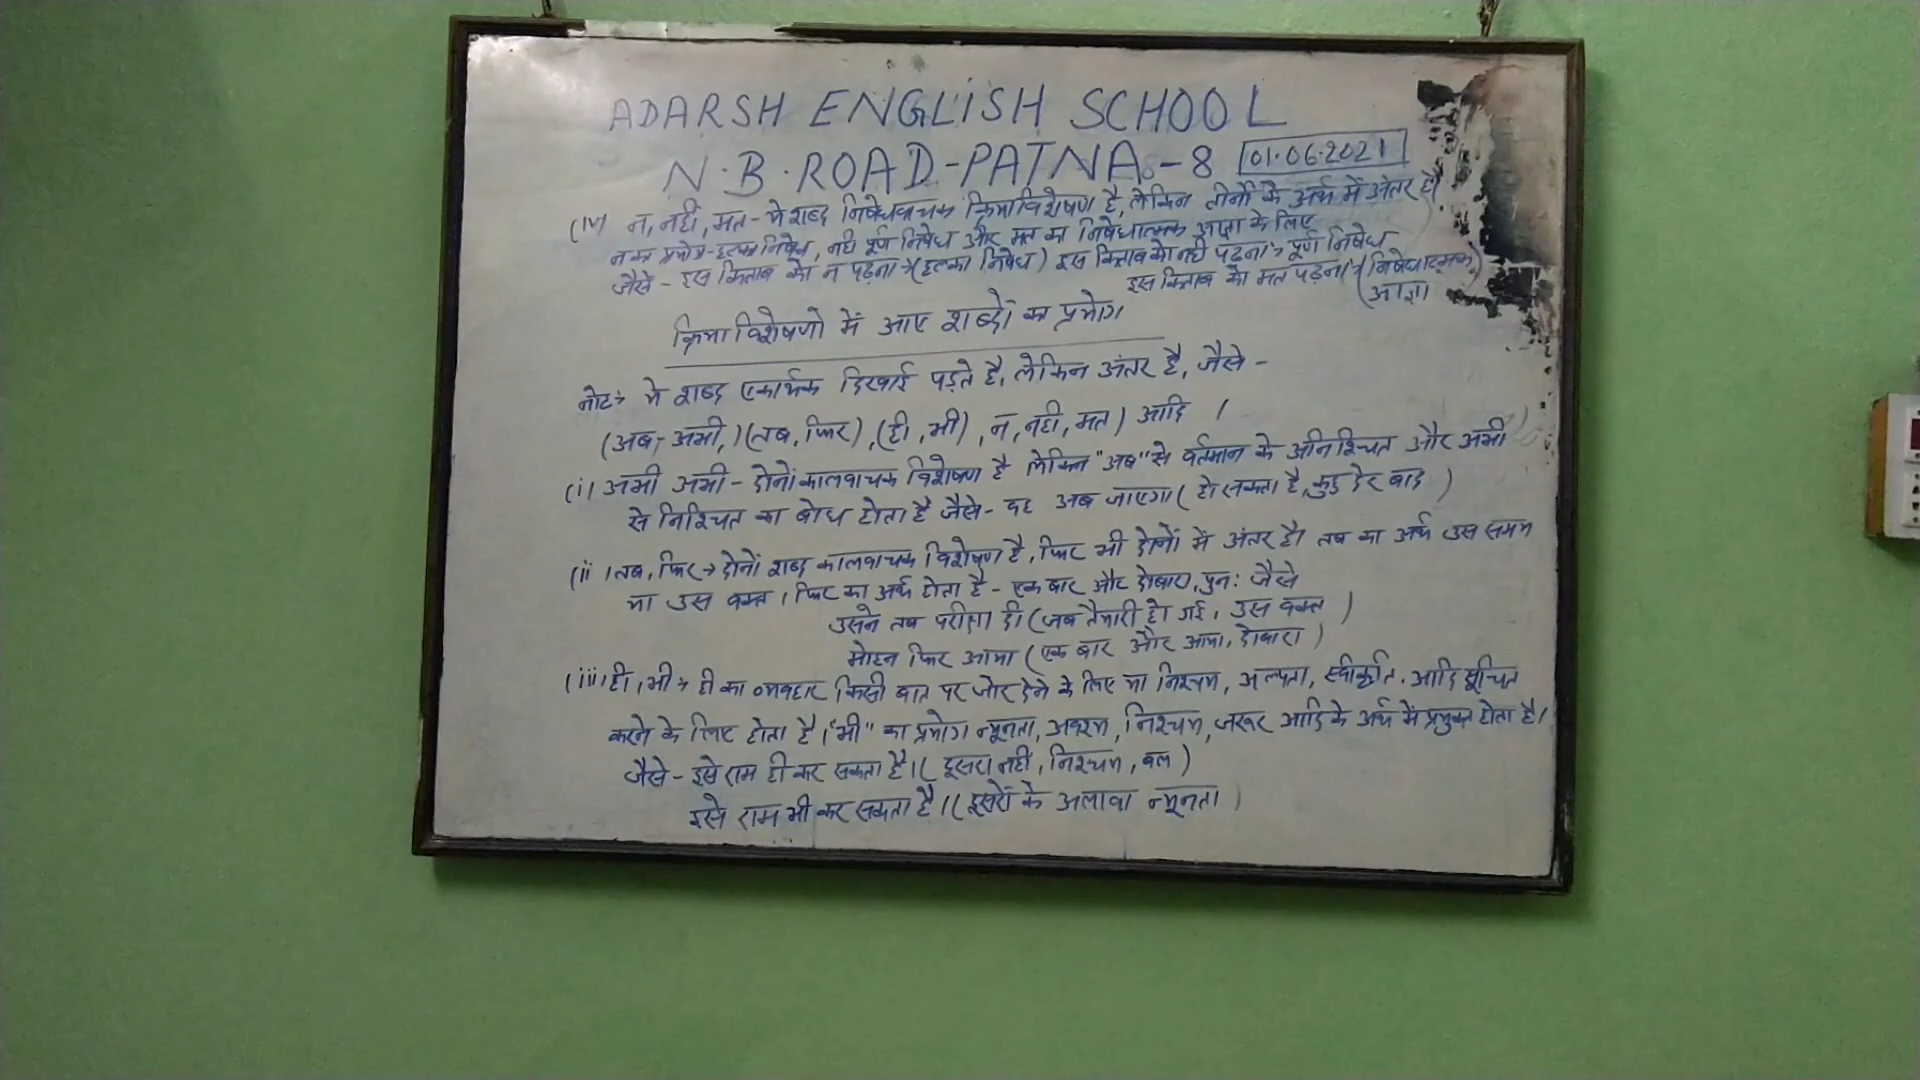 ADARSH ENGLISH SCHOOL
N.B.ROAD-PATNA-8 01.06.2021
(iv) न, नहीं, मत - ये शब्द निषेधवाचक क्रियाविशेषण है, लेकिन तीनों के अर्थ में अंतर है।
न का प्रयोग-हल्का निषेध, नही पूर्ण निषेध और मत का निषेधात्मक आज्ञा के लिए
जैसे - इस किताब को न पढ़ना→(हल्का निषेध) इस किताब को नही पढ़ना→ पूर्ण निषेध
इस किताब को मत पढ़ना→ (निषेधात्मक
आज्ञा)
क्रियाविशेषणो में आए शब्दों का प्रयोग
नोट→ ये शब्द एकार्थक दिखाई पड़ते है, लेकिन अंतर है, जैसे -
(अब, अभी,) (तब, फिर), (ही, भी), न, नही, मत) आदि ।
(i) अभी अभी - दोनों कालवाचक विशेषण है लेकिन "अब" से वर्तमान के अनिश्चित और अभी
से निश्चित का बोध होता है जैसे - वह अब जाएगा (हो सकता है, कुछ देर बाद)
(ii) तब, फिर→ दोनों शब्द कालवाचक विशेषण है, फिर भी दोनों में अंतर है। तब का अर्थ उस समय
या उस वक्त। फिर का अर्थ होता है - एक बार और दोबारा, पुनः जैसे
उसने तब परीक्षा दी (जब तैयारी हो गई, उस वक्त)
मोहन फिर आया (एक बार और आया, दोबारा)
(iii) ही, भी→ ही का व्यवहार किसी बात पर जोर देने के लिए या निश्चय, अल्पता, स्वीकृति, आदि सूचित
करने के लिए होता है। "भी" का प्रयोग न्यूनता, अवश्य, निश्चय, जरूर आदि के अर्थ में प्रयुक्त होता है।
जैसे - इसे राम ही कर सकता है। (दूसरा नहीं, निश्चय, बल)
इसे राम भी कर सकता है। (दूसरों के अलावा न्यूनता)